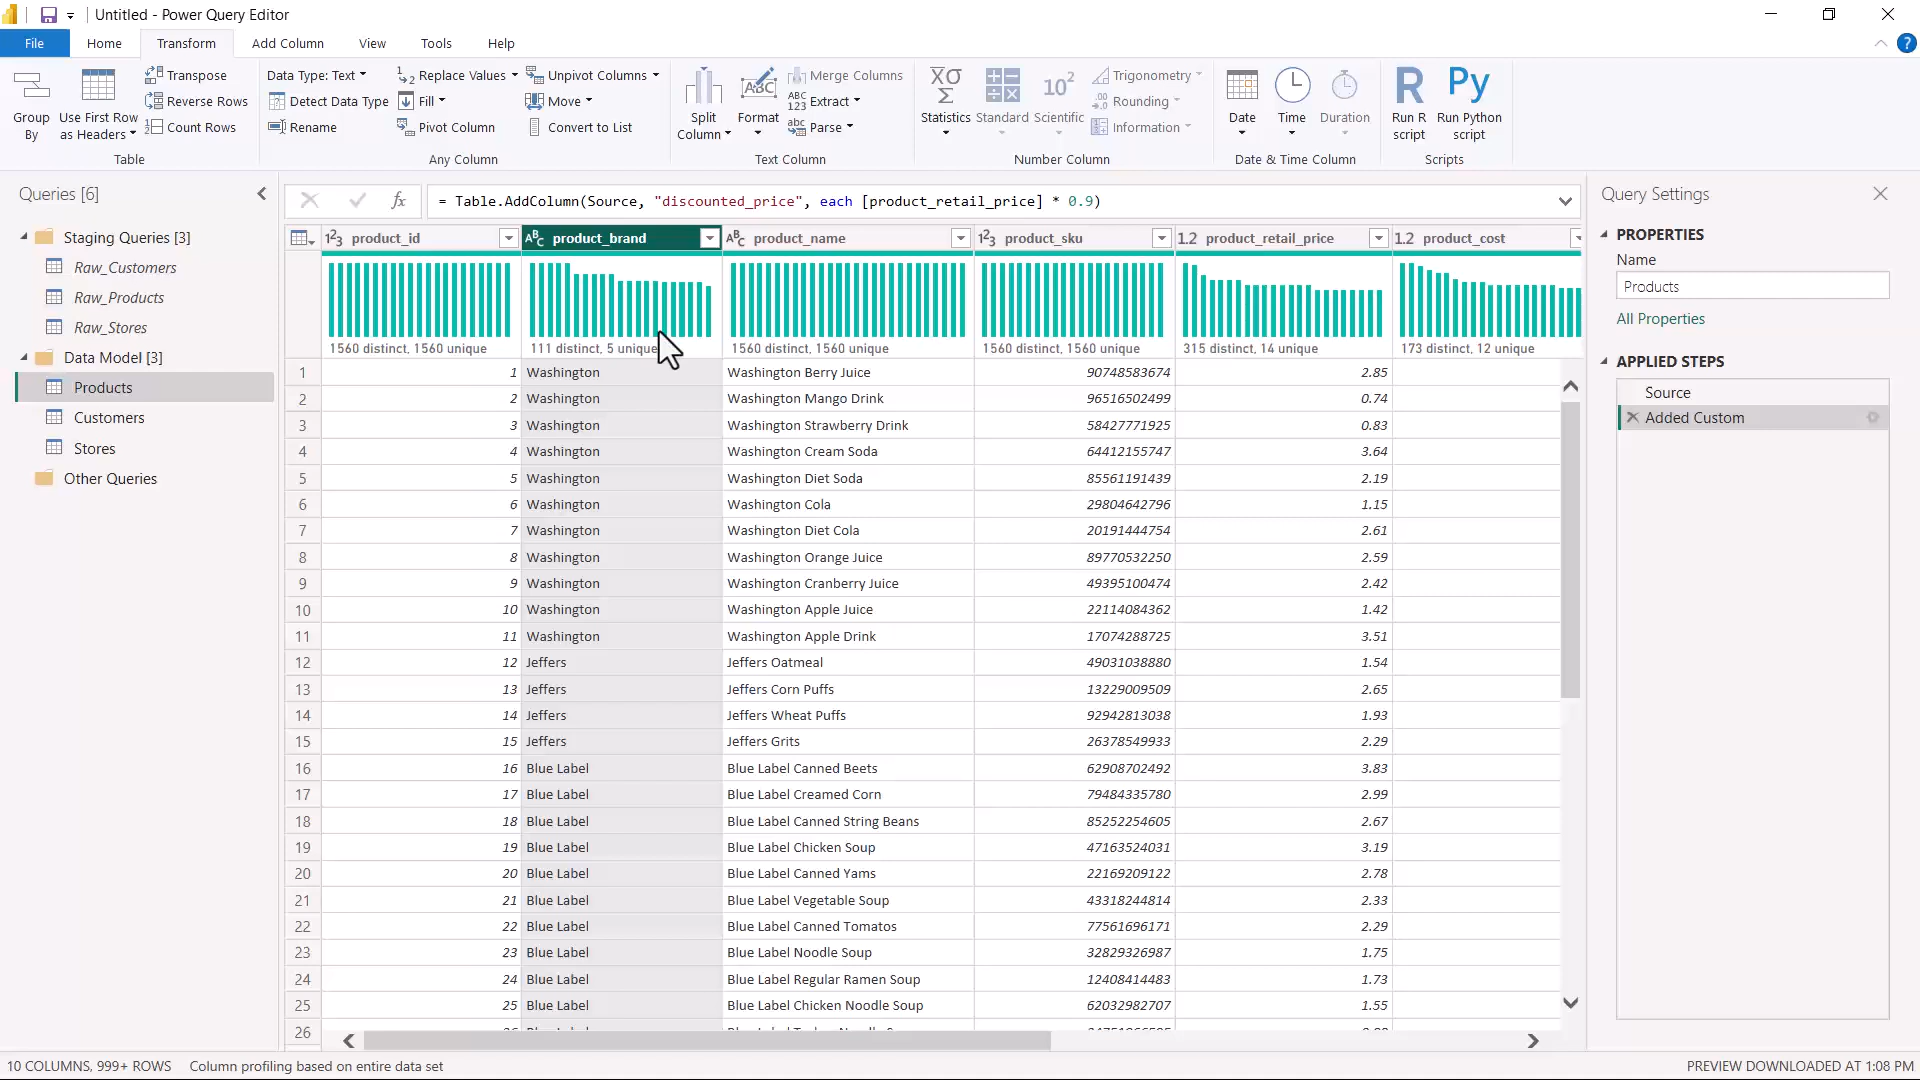 Untitled - Power Query Editor
File Home Transform Add Column View Tools Help
Group By
Use First Row as Headers
Transpose
Reverse Rows
Count Rows
Table
Data Type: Text
Detect Data Type
Rename
Replace Values
Fill
Pivot Column
Unpivot Columns
Move
Convert to List
Any Column
Split Column
Format
Merge Columns
Extract
Parse
Text Column
Statistics
Standard
Scientific
Trigonometry
Rounding
Information
Number Column
Date
Time
Duration
Date & Time Column
Run R script
Run Python script
Scripts
Queries [6]
Staging Queries [3]
Raw_Customers
Raw_Products
Raw_Stores
Data Model [3]
Products
Customers
Stores
Other Queries
= Table.AddColumn(Source, "discounted_price", each [product_retail_price] * 0.9)
product_id product_brand product_name product_sku 1.2 product_retail_price 1.2 product_cost
1560 distinct, 1560 unique 111 distinct, 5 unique 1560 distinct, 1560 unique 1560 distinct, 1560 unique 315 distinct, 14 unique 173 distinct, 12 unique
1 1 Washington Washington Berry Juice 90748583674 2.85
2 2 Washington Washington Mango Drink 96516502499 0.74
3 3 Washington Washington Strawberry Drink 58427771925 0.83
4 4 Washington Washington Cream Soda 64412155747 3.64
5 5 Washington Washington Diet Soda 85561191439 2.19
6 6 Washington Washington Cola 29804642796 1.15
7 7 Washington Washington Diet Cola 20191444754 2.61
8 8 Washington Washington Orange Juice 89770532250 2.59
9 9 Washington Washington Cranberry Juice 49395100474 2.42
10 10 Washington Washington Apple Juice 22114084362 1.42
11 11 Washington Washington Apple Drink 17074288725 3.51
12 12 Jeffers Jeffers Oatmeal 49031038880 1.54
13 13 Jeffers Jeffers Corn Puffs 13229009509 2.65
14 14 Jeffers Jeffers Wheat Puffs 92942813038 1.93
15 15 Jeffers Jeffers Grits 26378549933 2.29
16 16 Blue Label Blue Label Canned Beets 62908702492 3.83
17 17 Blue Label Blue Label Creamed Corn 79484335780 2.99
18 18 Blue Label Blue Label Canned String Beans 85252254605 2.67
19 19 Blue Label Blue Label Chicken Soup 47163524031 3.19
20 20 Blue Label Blue Label Canned Yams 22169209122 2.78
21 21 Blue Label Blue Label Vegetable Soup 43318244814 2.33
22 22 Blue Label Blue Label Canned Tomatos 77561696171 2.29
23 23 Blue Label Blue Label Noodle Soup 32829326987 1.75
24 24 Blue Label Blue Label Regular Ramen Soup 12408414483 1.73
25 25 Blue Label Blue Label Chicken Noodle Soup 62032982707 1.55
26
Query Settings
PROPERTIES
Name
Products
All Properties
APPLIED STEPS
Source
Added Custom
10 COLUMNS, 999+ ROWS Column profiling based on entire data set PREVIEW DOWNLOADED AT 1:08 PM